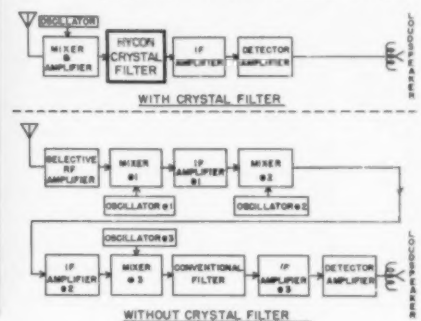 OSCILLATOR
MIXER
&
AMPLIFIER
HYCON
CRYSTAL
FILTER
IF
AMPLIFIER
DETECTOR
AMPLIFIER
LOUDSPEAKER
WITH CRYSTAL FILTER
SELECTIVE
RF
AMPLIFIER
MIXER
#1
IF
AMPLIFIER
#1
MIXER
#2
OSCILLATOR #1
OSCILLATOR #2
OSCILLATOR #3
IF
AMPLIFIER
#2
MIXER
#3
CONVENTIONAL
FILTER
IF
AMPLIFIER
#3
DETECTOR
AMPLIFIER
LOUDSPEAKER
WITHOUT CRYSTAL FILTER